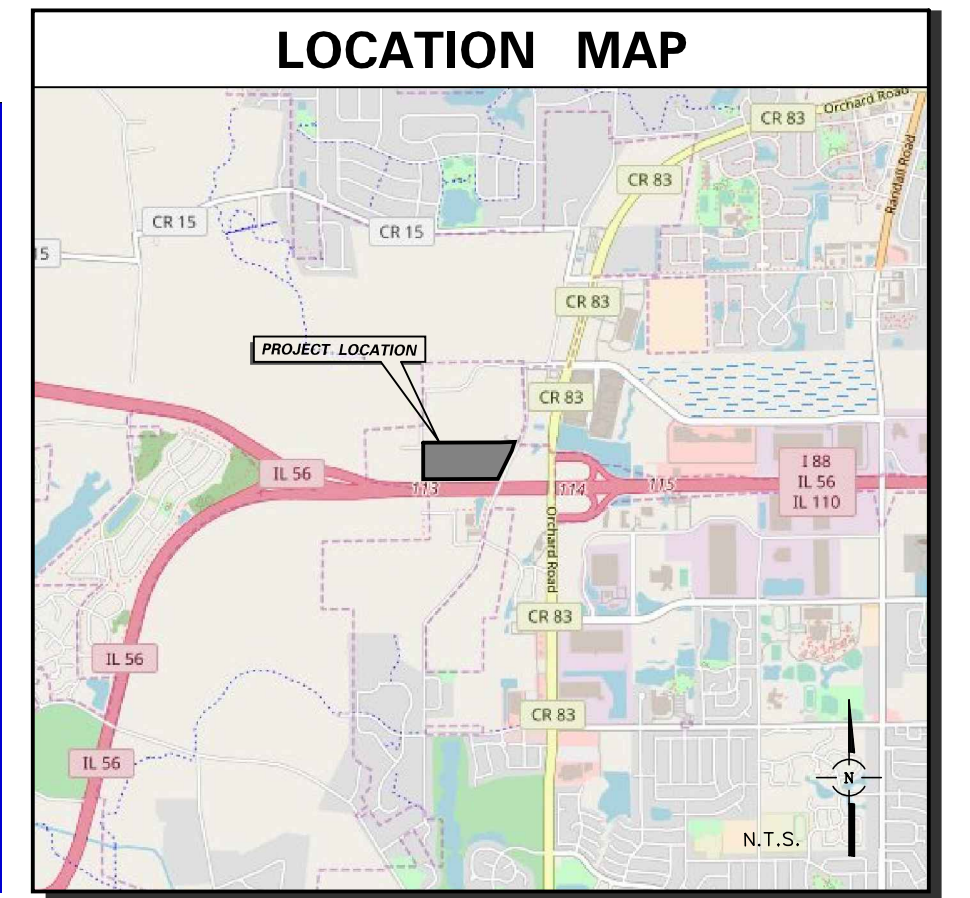 LOCATION MAP
Orchard Road
CR 83
CR 83
Randall Road
CR 15
CR 15
15
CR 83
PROJECT LOCATION
CR 83
IL 56
I 88
IL 56
IL 110
113
114
115
Orchard Road
CR 83
IL 56
CR 83
IL 56
N
N.T.S.